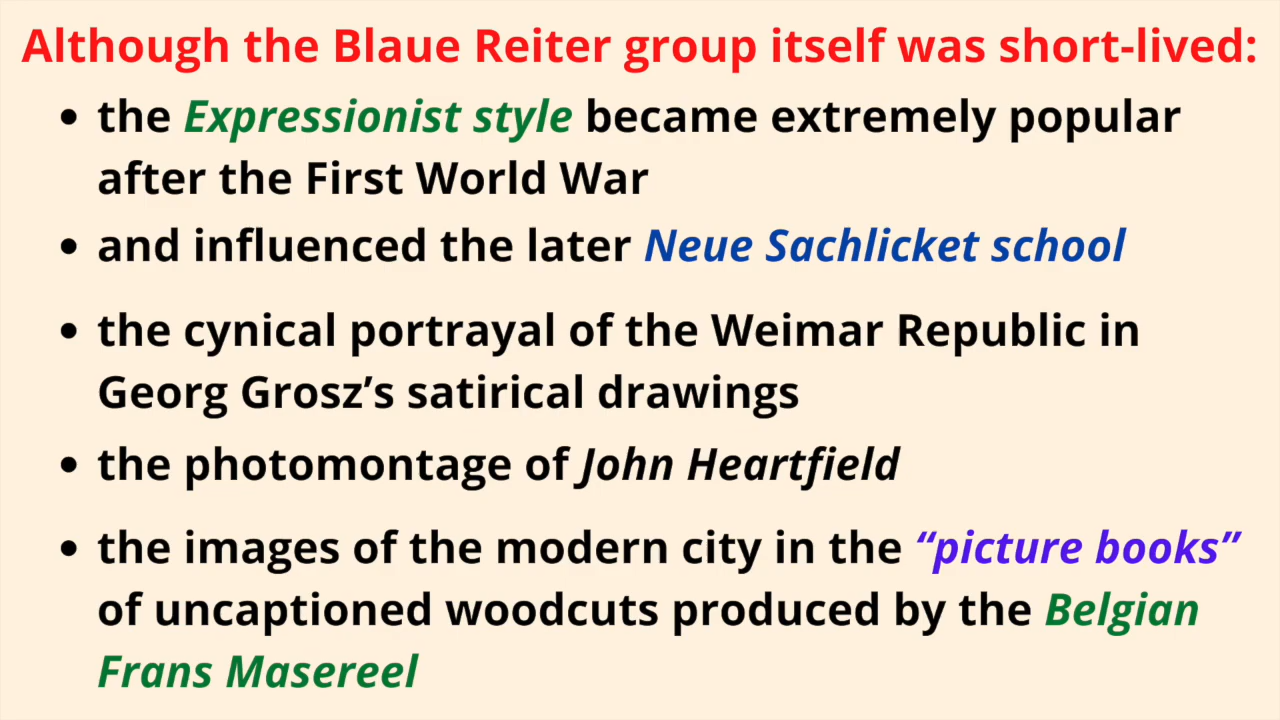 Although the Blaue Reiter group itself was short-lived:
• the Expressionist style became extremely popular
after the First World War
• and influenced the later Neue Sachlicket school
• the cynical portrayal of the Weimar Republic in
Georg Grosz’s satirical drawings
• the photomontage of John Heartfield
• the images of the modern city in the “picture books”
of uncaptioned woodcuts produced by the Belgian
Frans Masereel